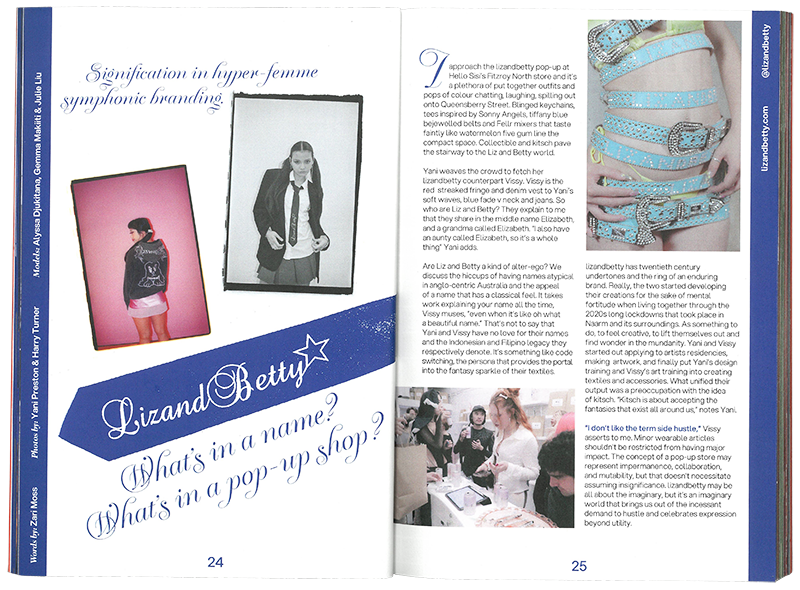 Signification in hyper-femme
symphonic branding.
Words by: Zari Moss
Photos by: Yani Preston & Harry Turner
Models: Alyssa Djukitana, Gemma Makiiti & Julie Liu
LizandBetty
What's in a name?
What's in a pop-up shop?
24
I approach the lizandbetty pop-up at
Hello Sisi's Fitzroy North store and it's
a plethora of put together outfits and
pops of colour chatting, laughing, spilling out
onto Queensberry Street. Blinged keychains,
tees inspired by Sonny Angels, tiffany blue
bejewelled belts and Fellr mixers that taste
faintly like watermelon five gum line the
compact space. Collectible and kitsch pave
the stairway to the Liz and Betty world.
Yani weaves the crowd to fetch her
lizandbetty counterpart Vissy. Vissy is the
red streaked fringe and denim vest to Yani's
soft waves, blue fade v neck and jeans. So
who are Liz and Betty? They explain to me
that they share in the middle name Elizabeth,
and a grandma called Elizabeth. "I also have
an aunty called Elizabeth, so it's a whole
thing" Yani adds.
Are Liz and Betty a kind of alter-ego? We
discuss the hiccups of having names atypical
in anglo-centric Australia and the appeal
of a name that has a classical feel. It takes
work explaining your name all the time,
Vissy muses, "even when it's like oh what
a beautiful name." That's not to say that
Yani and Vissy have no love for their names
and the Indonesian and Filipino legacy they
respectively denote. It's something like code
switching, the persona that provides the portal
into the fantasy sparkle of their textiles.
lizandbetty has twentieth century
undertones and the ring of an enduring
brand. Really, the two started developing
their creations for the sake of mental
fortitude when living together through the
2020s long lockdowns that took place in
Naarm and its surroundings. As something to
do, to feel creative, to lift themselves out and
find wonder in the mundanity. Yani and Vissy
started out applying to artists residencies,
making artwork, and finally put Yani's design
training and Vissy's art training into creating
textiles and accessories. What unified their
output was a preoccupation with the idea
of kitsch. "Kitsch is about accepting the
fantasies that exist all around us," notes Yani.
"I don't like the term side hustle," Vissy
asserts to me. Minor wearable articles
shouldn't be restricted from having major
impact. The concept of a pop-up store may
represent impermanence, collaboration,
and mutability, but that doesn't necessitate
assuming insignificance. lizandbetty may be
all about the imaginary, but it's an imaginary
world that brings us out of the incessant
demand to hustle and celebrates expression
beyond utility.
25
lizandbetty.com
@lizandbetty